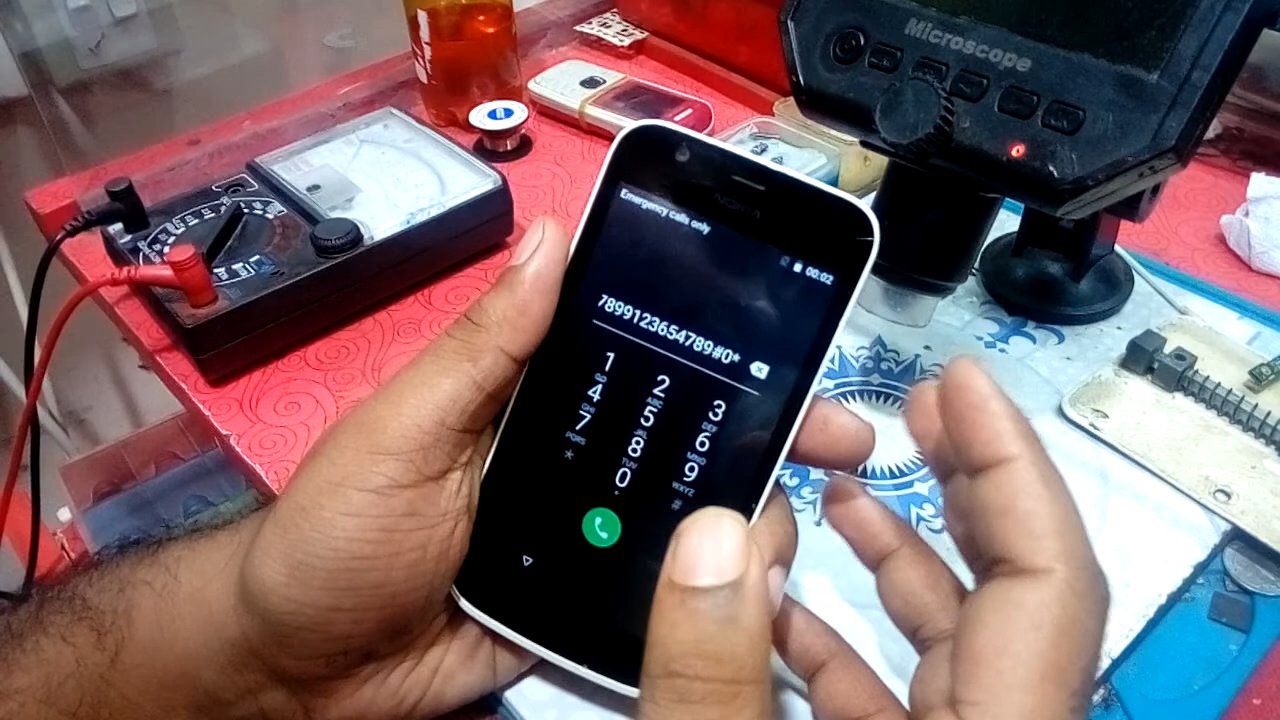 Microscope
NOKIA
Emergency calls only
00:02
7899123654789#0*
1
2
ABC
3
DEF
4
GHI
5
JKL
6
MNO
7
PQRS
8
TUV
9
WXYZ
*
0
+
#